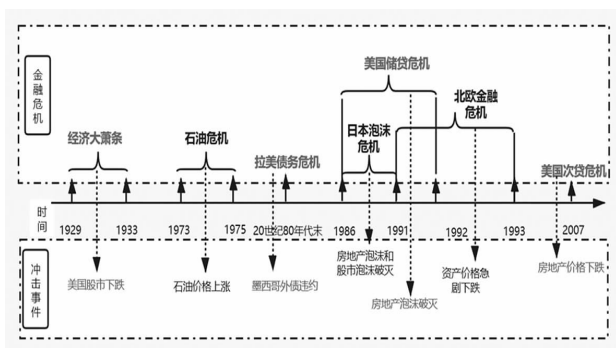 金融危机
美国储贷危机
北欧金融
危机
日本泡沫
危机
经济大萧条
石油危机
拉美债务危机
美国次贷危机
时间
1929
1933
1973
1975
20世纪80年代末
1986
1991
1992
1993
2007
冲击事件
美国股市下跌
石油价格上涨
墨西哥外债违约
房地产泡沫和
股市泡沫破灭
房地产泡沫破灭
资产价格急
剧下跌
房地产价格下跌